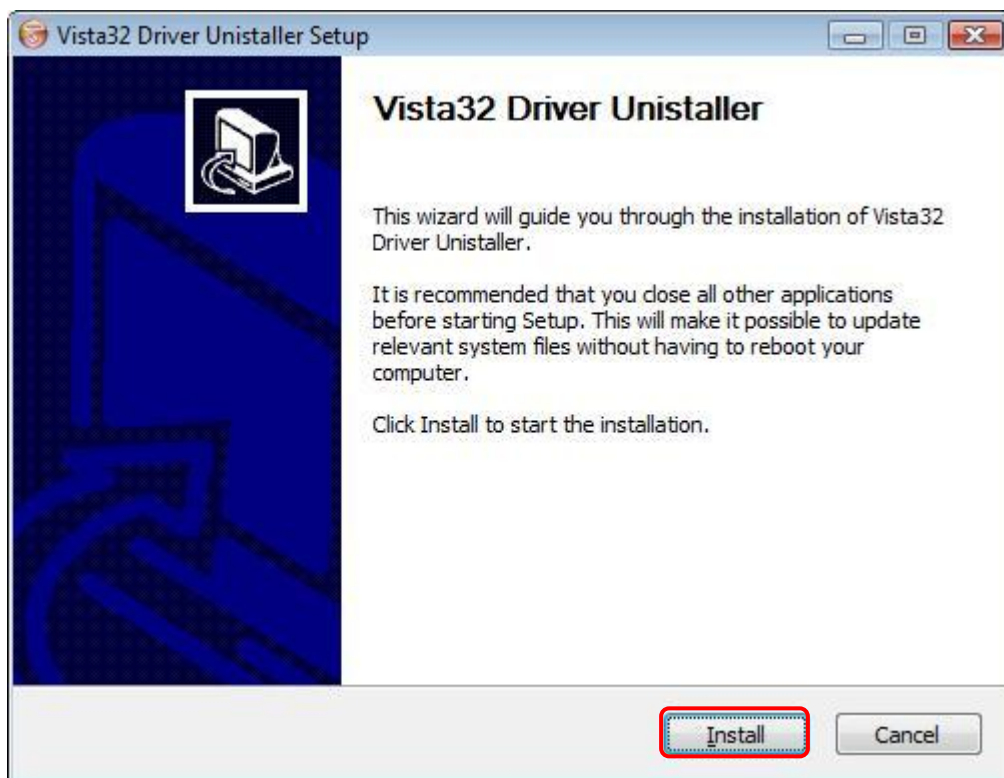 Vista32 Driver Unistaller Setup
Vista32 Driver Unistaller
This wizard will guide you through the installation of Vista32
Driver Unistaller.
It is recommended that you close all other applications
before starting Setup. This will make it possible to update
relevant system files without having to reboot your
computer.
Click Install to start the installation.
Install
Cancel